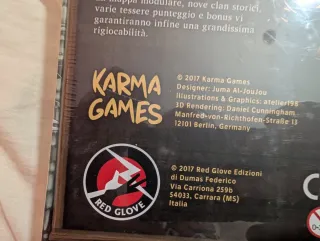 mappa modulare, nove clan storici,
varie tessere punteggio e bonus vi
garantiranno infine una grandissima
rigiocabilità.
KARMA
GAMES
© 2017 Karma Games
Designer: Juma Al-JouJou
Illustrations & Graphics: atelier198
3D Rendering: Daniel Cunningham
Manfred-von-Richthofen-Straße 13
12101 Berlin, Germany
RED GLOVE
© 2017 Red Glove Edizioni
di Dumas Federico
Via Carriona 259b
54033, Carrara (MS)
Italia